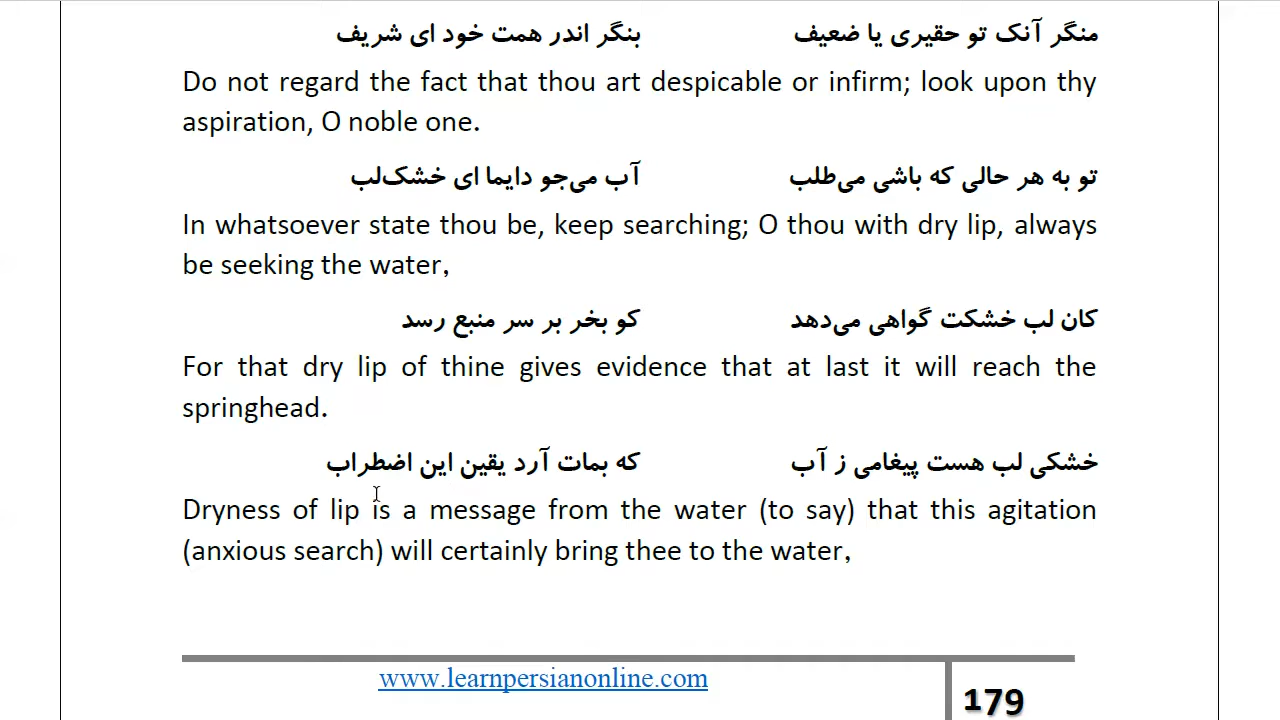 منگر آنک تو حقیری یا ضعیف بنگر اندر همت خود ای شریف
Do not regard the fact that thou art despicable or infirm; look upon thy
aspiration, O noble one.
تو به هر حالی که باشی می‌طلب آب می‌جو دایما ای خشک‌لب
In whatsoever state thou be, keep searching; O thou with dry lip, always
be seeking the water,
کان لب خشکت گواهی می‌دهد کو بخر بر سر منبع رسد
For that dry lip of thine gives evidence that at last it will reach the
springhead.
خشکی لب هست پیغامی ز آب که بمات آرد یقین این اضطراب
Dryness of lip is a message from the water (to say) that this agitation
(anxious search) will certainly bring thee to the water,
www.learnpersianonline.com
179